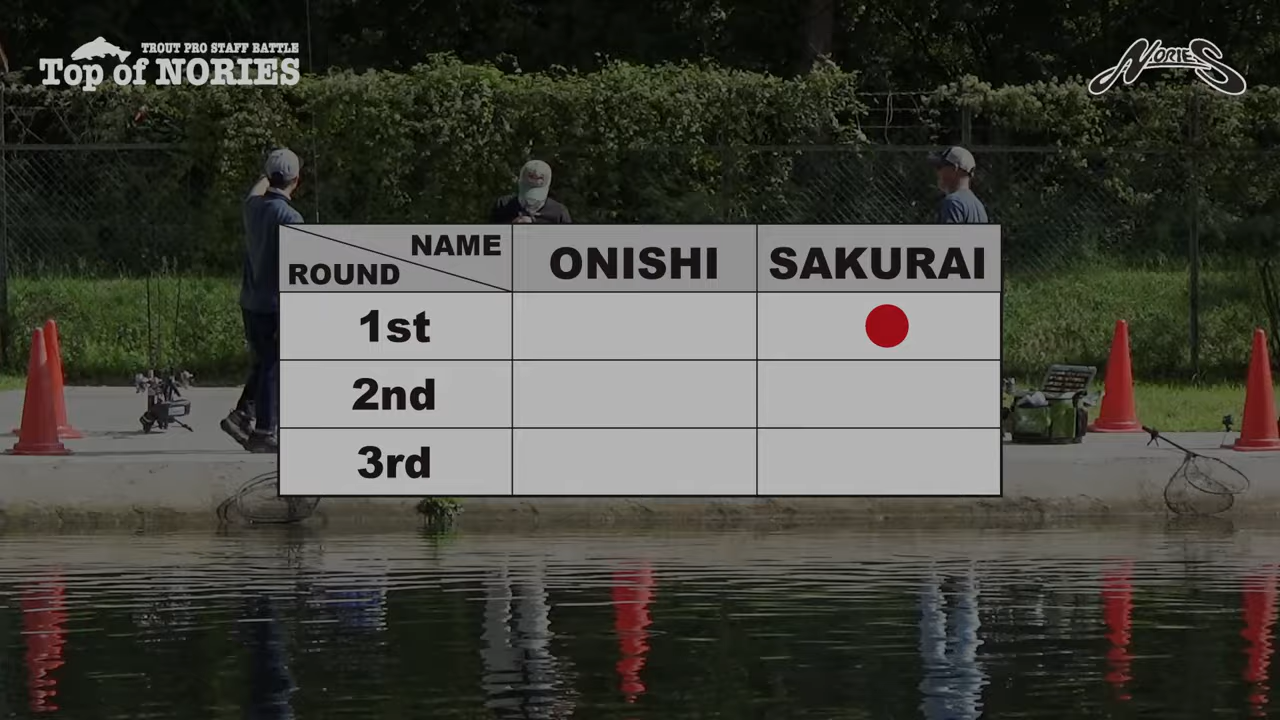 TROUT PRO STAFF BATTLE
Top of NORIES
NORIES
NAME
ROUND
ONISHI
SAKURAI
1st
2nd
3rd